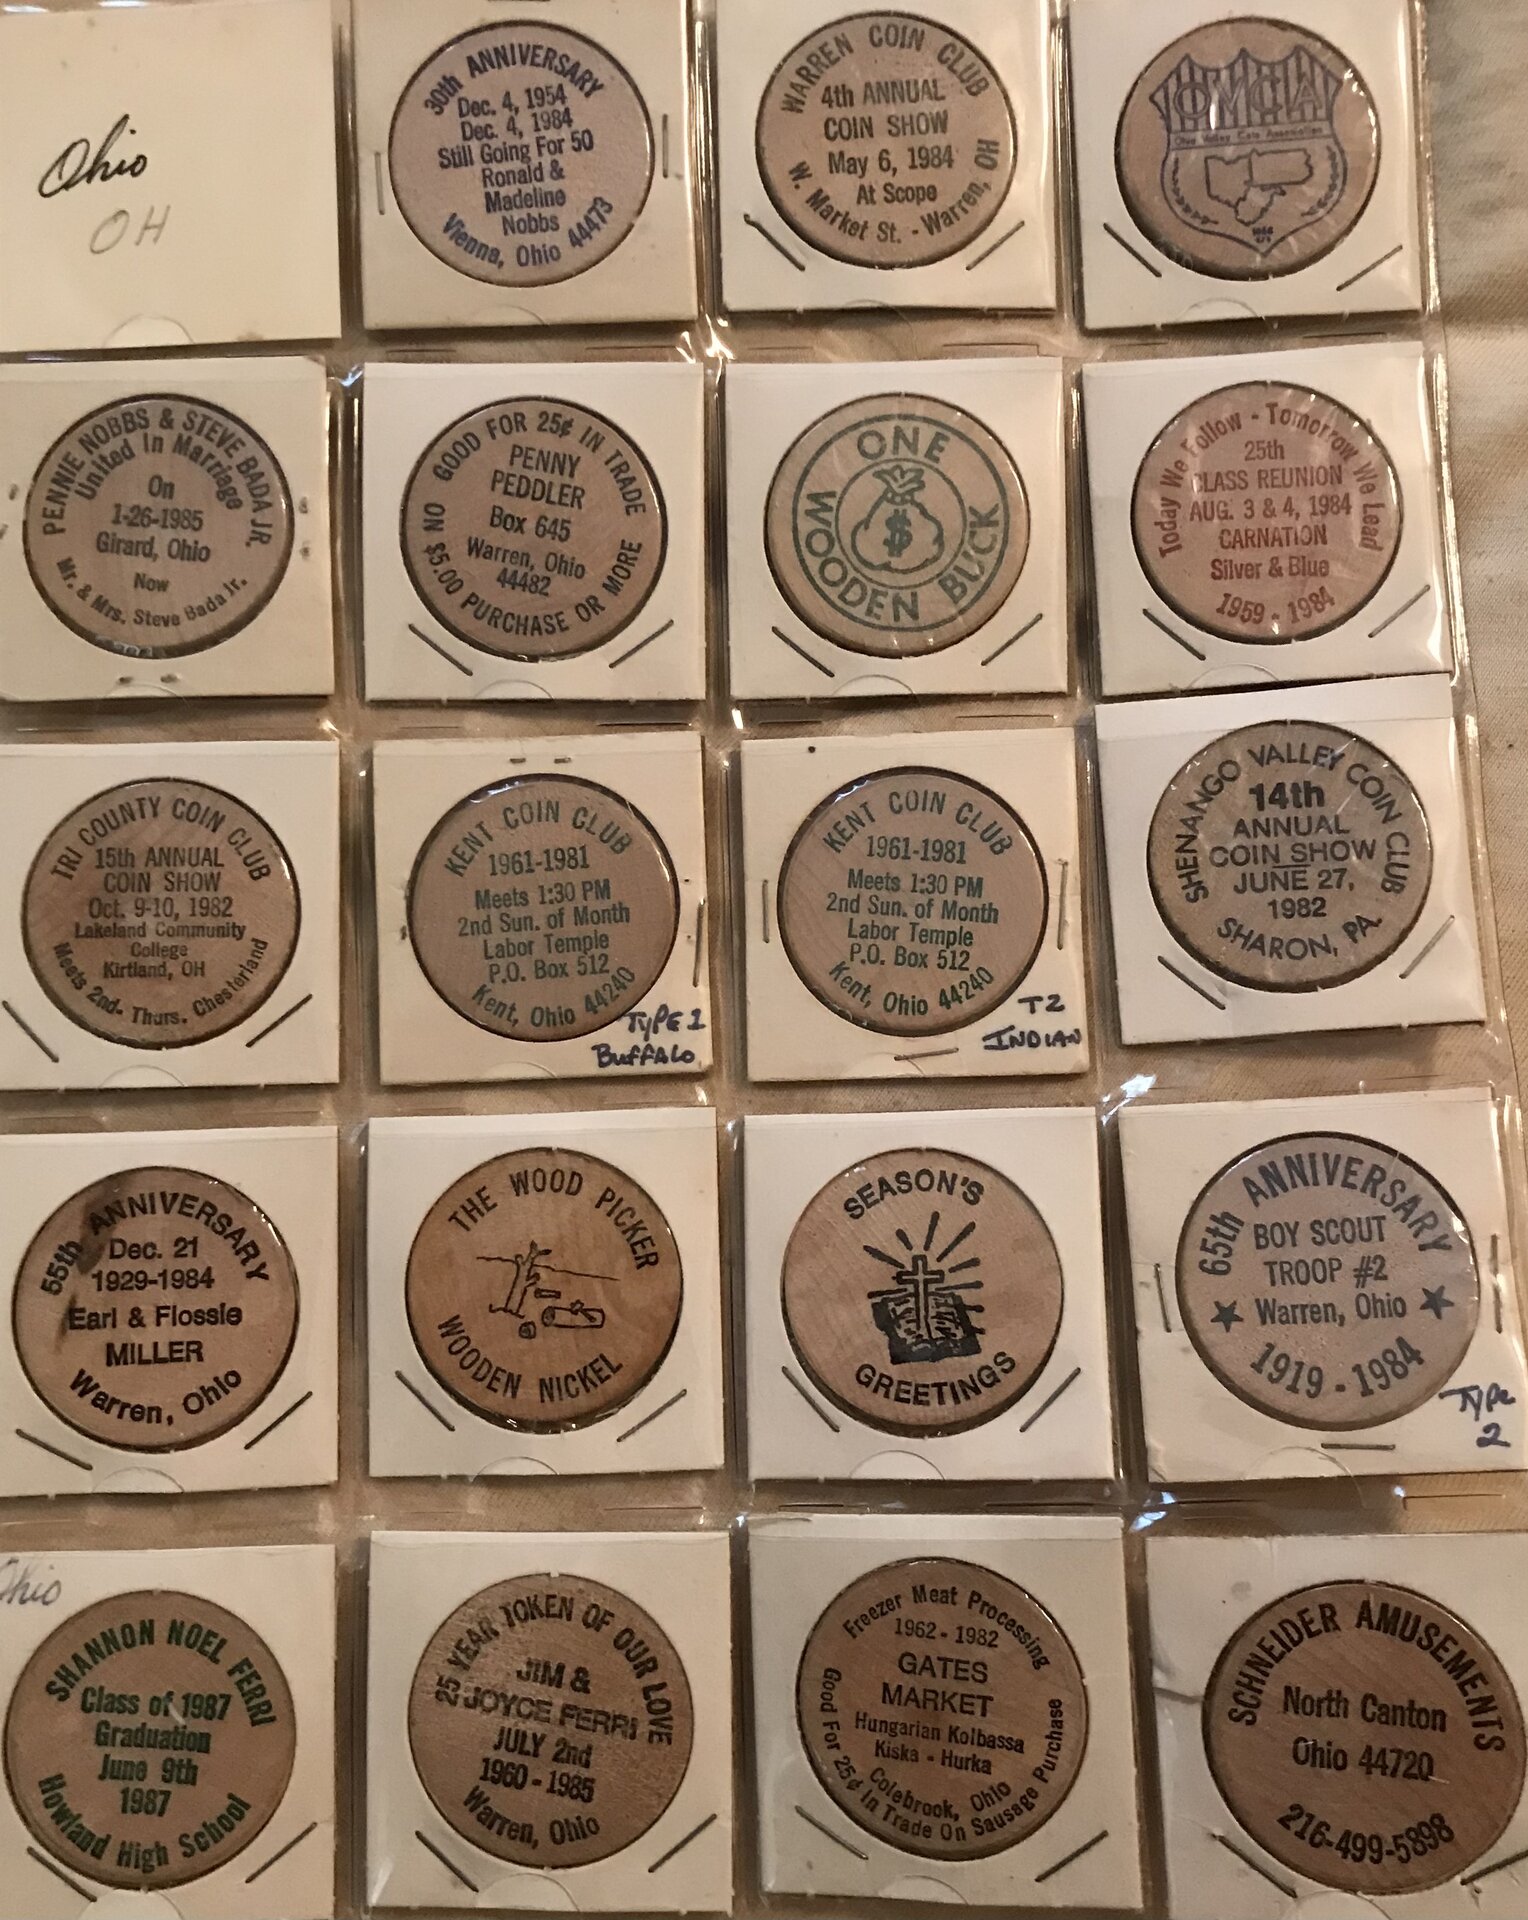 Ohio
OH
30th ANNIVERSARY
Dec. 4, 1954
Dec. 4, 1984
Still Going For 50
Ronald &
Madeline
Nobbs
Vienna, Ohio 44473
WARREN COIN CLUB
4th ANNUAL
COIN SHOW
May 6, 1984
At Scope
W. Market St. - Warren, OH
OVCA
Ohio Valley Coin Association
PENNIE NOBBS & STEVE BADA JR.
United In Marriage
On
1-26-1985
Girard, Ohio
Now
Mr. & Mrs. Steve Bada Jr.
GOOD FOR 25¢ IN TRADE
PENNY
PEDDLER
Box 645
Warren, Ohio
44482
NO $5.00 PURCHASE OR MORE
ONE
$
WOODEN BUCK
Today We Follow - Tomorrow We Lead
25th
CLASS REUNION
AUG. 3 & 4, 1984
CARNATION
Silver & Blue
1959 - 1984
TRI COUNTY COIN CLUB
15th ANNUAL
COIN SHOW
Oct. 9-10, 1982
Lakeland Community
College
Kirtland, OH
Meets 2nd. Thurs. Chesterland
KENT COIN CLUB
1961-1981
Meets 1:30 PM
2nd Sun. of Month
Labor Temple
P.O. Box 512
Kent, Ohio 44240
TYPE 1
BUFFALO
KENT COIN CLUB
1961-1981
Meets 1:30 PM
2nd Sun. of Month
Labor Temple
P.O. Box 512
Kent, Ohio 44240
T2
INDIAN
SHENANGO VALLEY COIN CLUB
14th
ANNUAL
COIN SHOW
JUNE 27,
1982
SHARON, PA.
55th ANNIVERSARY
Dec. 21
1929-1984
Earl & Flossie
MILLER
Warren, Ohio
THE WOOD PICKER
WOODEN NICKEL
SEASON'S
GREETINGS
65th ANNIVERSARY
BOY SCOUT
TROOP #2
Warren, Ohio
1919 - 1984
Type
2
Ohio
SHANNON NOEL FERRI
Class of 1987
Graduation
June 9th
1987
Howland High School
25 YEAR TOKEN OF OUR LOVE
JIM &
JOYCE FERRI
JULY 2nd
1960 - 1985
Warren, Ohio
Freezer Meat Processing
1962 - 1982
GATES
MARKET
Hungarian Kolbassa
Kiska - Hurka
Colebrook, Ohio
Good For 25¢ In Trade On Sausage Purchase
SCHNEIDER AMUSEMENTS
North Canton
Ohio 44720
216-499-5898